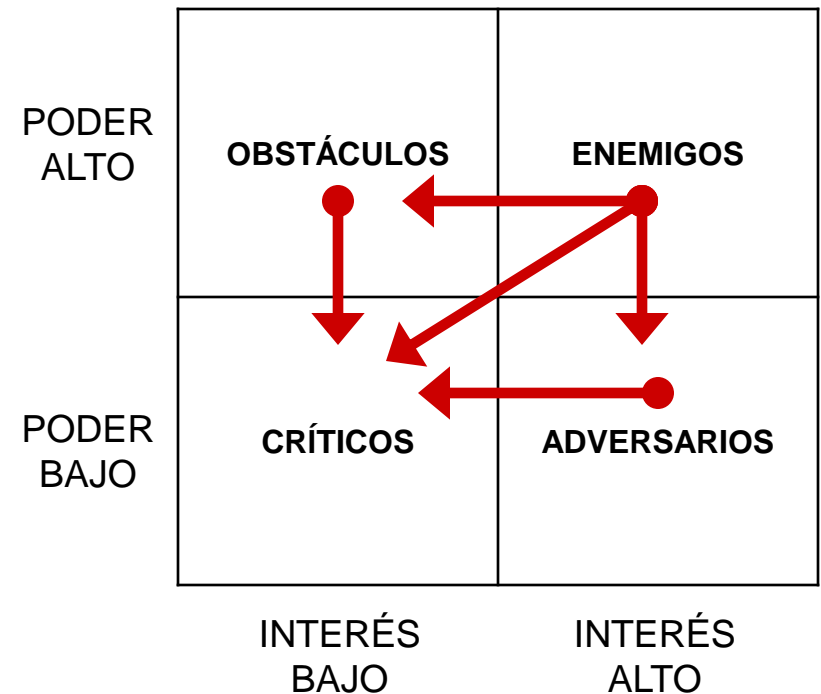 PODER
ALTO
OBSTÁCULOS
ENEMIGOS
PODER
BAJO
CRÍTICOS
ADVERSARIOS
INTERÉS
BAJO
INTERÉS
ALTO